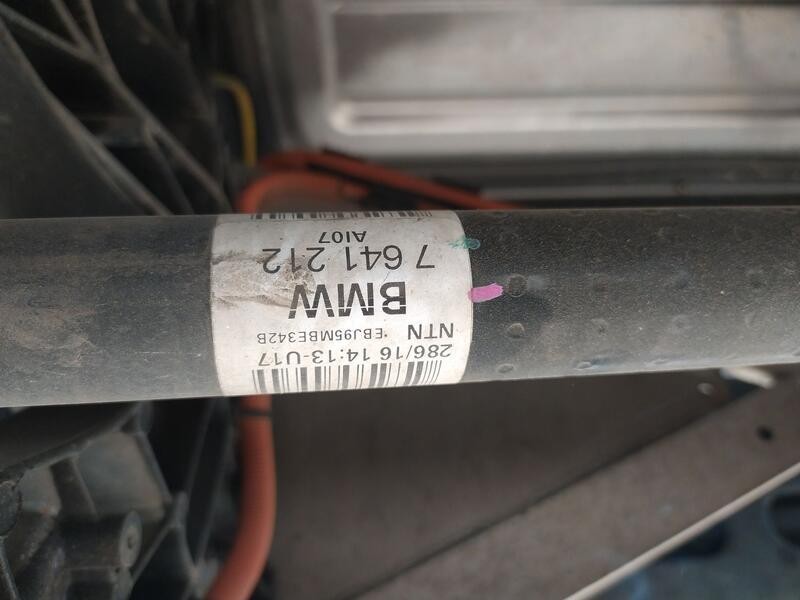 286/16 14:13-U17
NTN *EBJ95MBE342B
BMW
7 641 212
AI07